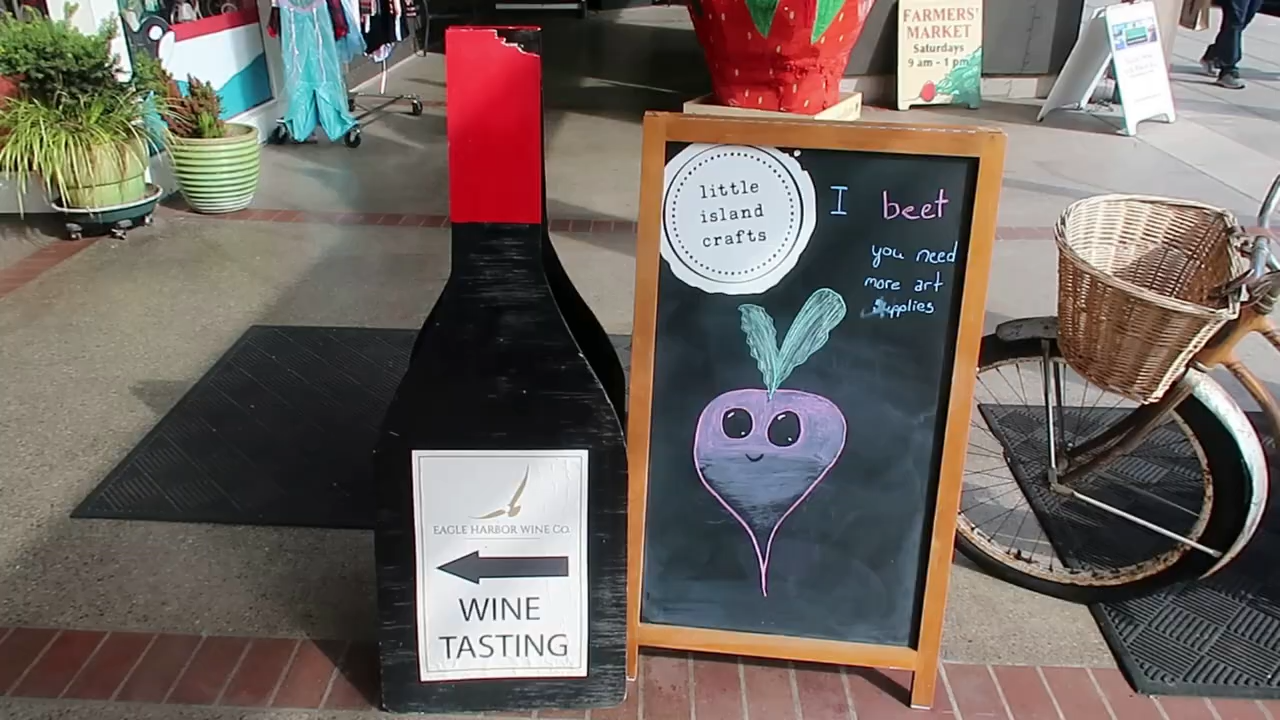 FARMERS'
MARKET
Saturdays
9 am - 1 pm
little
island
crafts
I beet
you need
more art
supplies
EAGLE HARBOR WINE CO.
WINE
TASTING